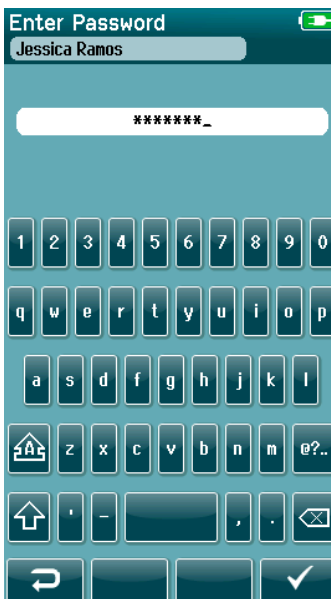 Enter Password
Jessica Ramos
*******_
1 2 3 4 5 6 7 8 9 0
q w e r t y u i o p
a s d f g h j k l
A z x c v b n m @?..
' - , .